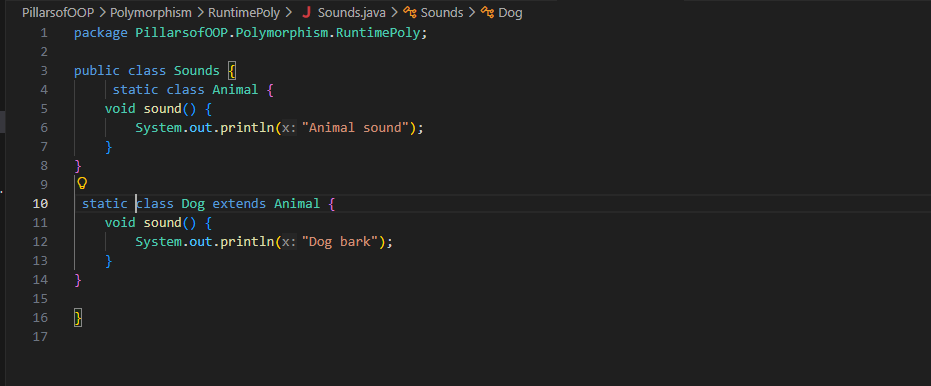 PillarsofOOP > Polymorphism > RuntimePoly > J Sounds.java > Sounds > Dog
1 package PillarsofOOP.Polymorphism.RuntimePoly;
2
3 public class Sounds {
4 static class Animal {
5 void sound() {
6 System.out.println(x: "Animal sound");
7 }
8 }
9
10 static class Dog extends Animal {
11 void sound() {
12 System.out.println(x: "Dog bark");
13 }
14 }
15
16 }
17